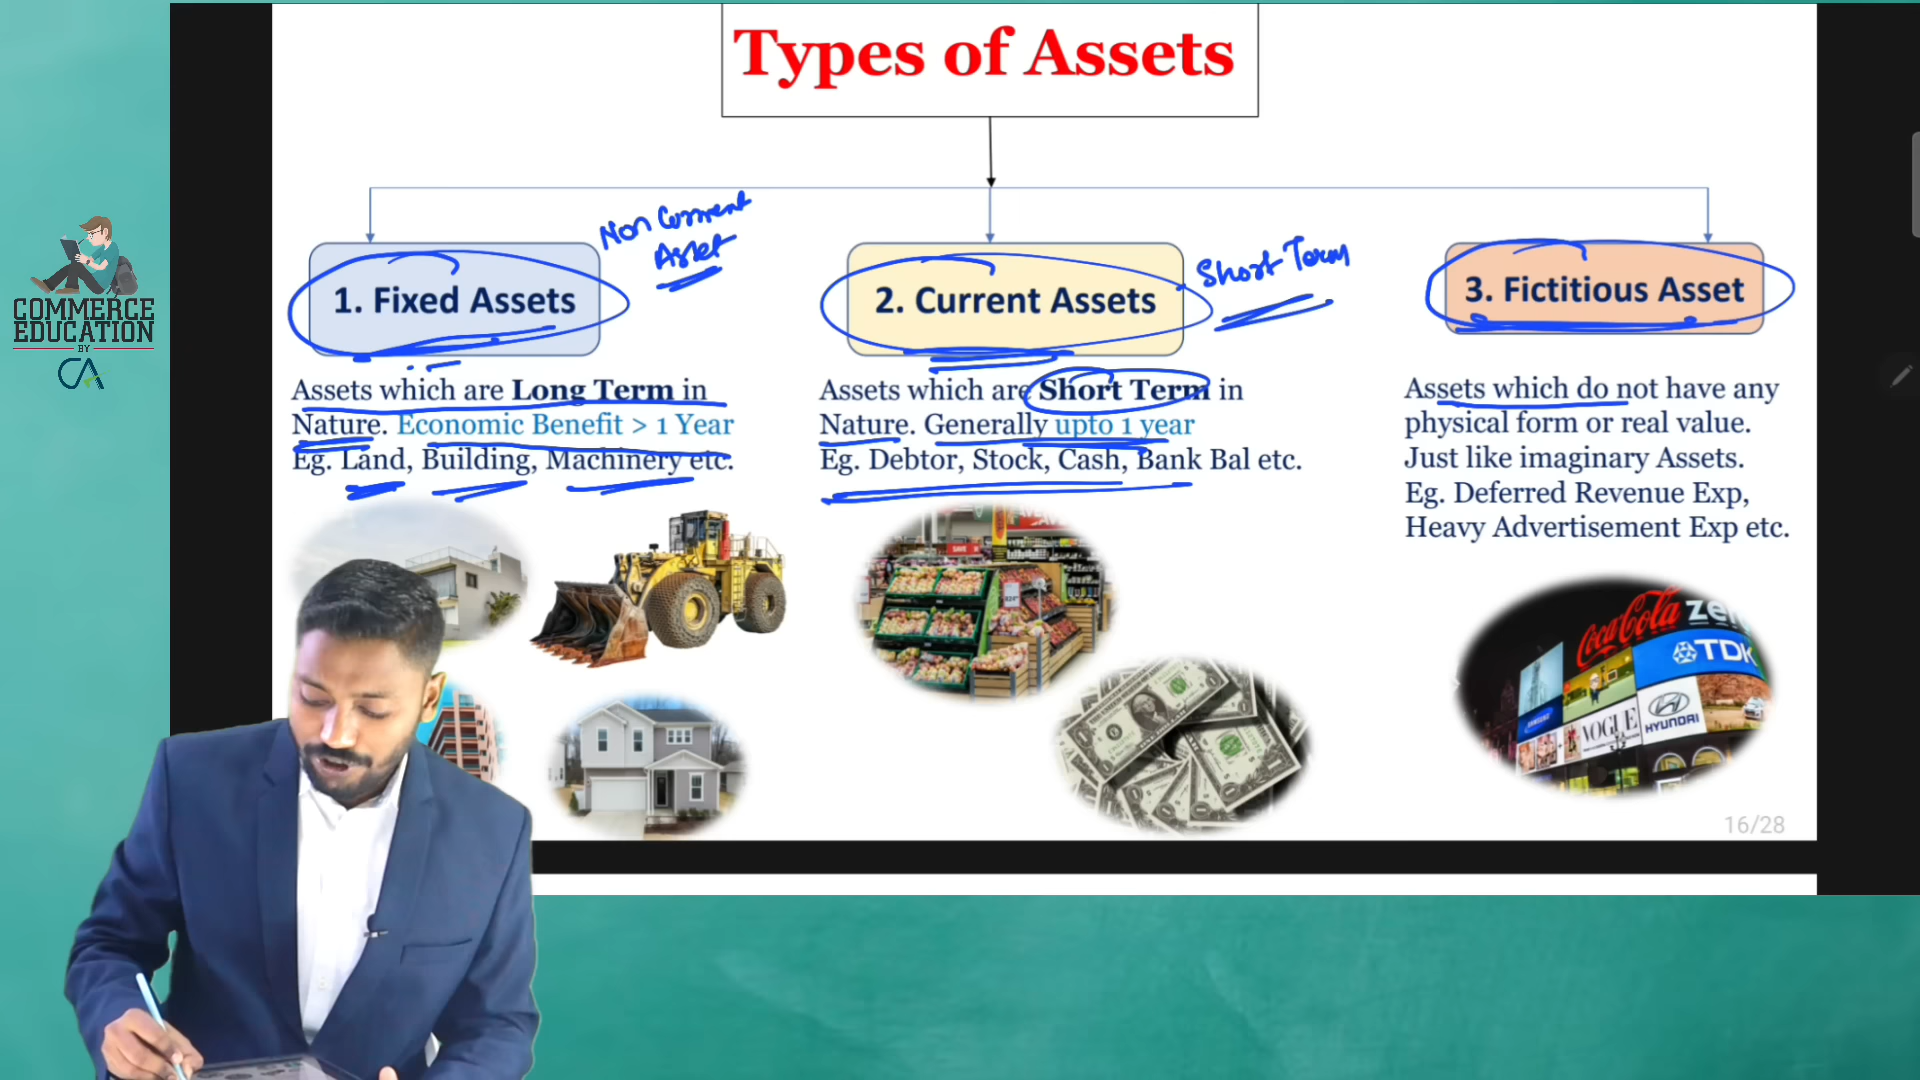 Types of Assets
Non Current
Asset
1. Fixed Assets
Assets which are Long Term in
Nature. Economic Benefit > 1 Year
Eg. Land, Building, Machinery etc.
Short Term
2. Current Assets
Assets which are Short Term in
Nature. Generally upto 1 year
Eg. Debtor, Stock, Cash, Bank Bal etc.
3. Fictitious Asset
Assets which do not have any
physical form or real value.
Just like imaginary Assets.
Eg. Deferred Revenue Exp,
Heavy Advertisement Exp etc.
COMMERCE
EDUCATION
BY
CA
SAVE
Coca-Cola zer
TDK
SAMSUNG
VOGUE
HYUNDAI
16/28